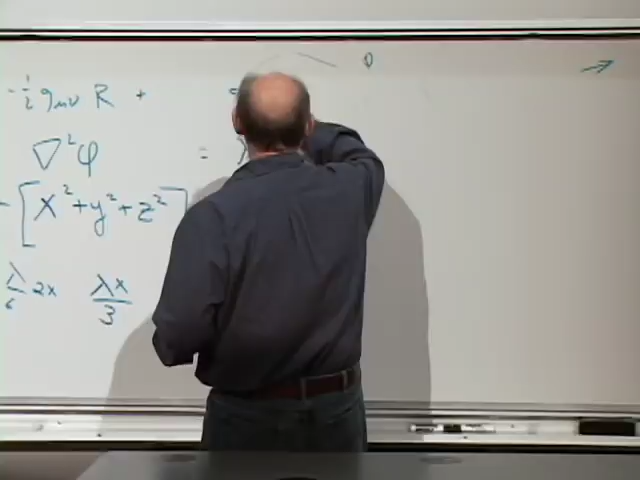 - ½ gμν R +
∇²φ = λ
- [x² + y² + z²]
λ/6 2x λx/3